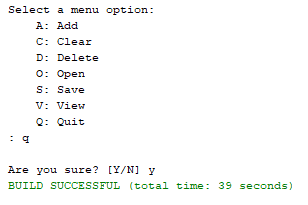 Select a menu option:
    A: Add
    C: Clear
    D: Delete
    O: Open
    S: Save
    V: View
    Q: Quit
: q

Are you sure? [Y/N] y
BUILD SUCCESSFUL (total time: 39 seconds)